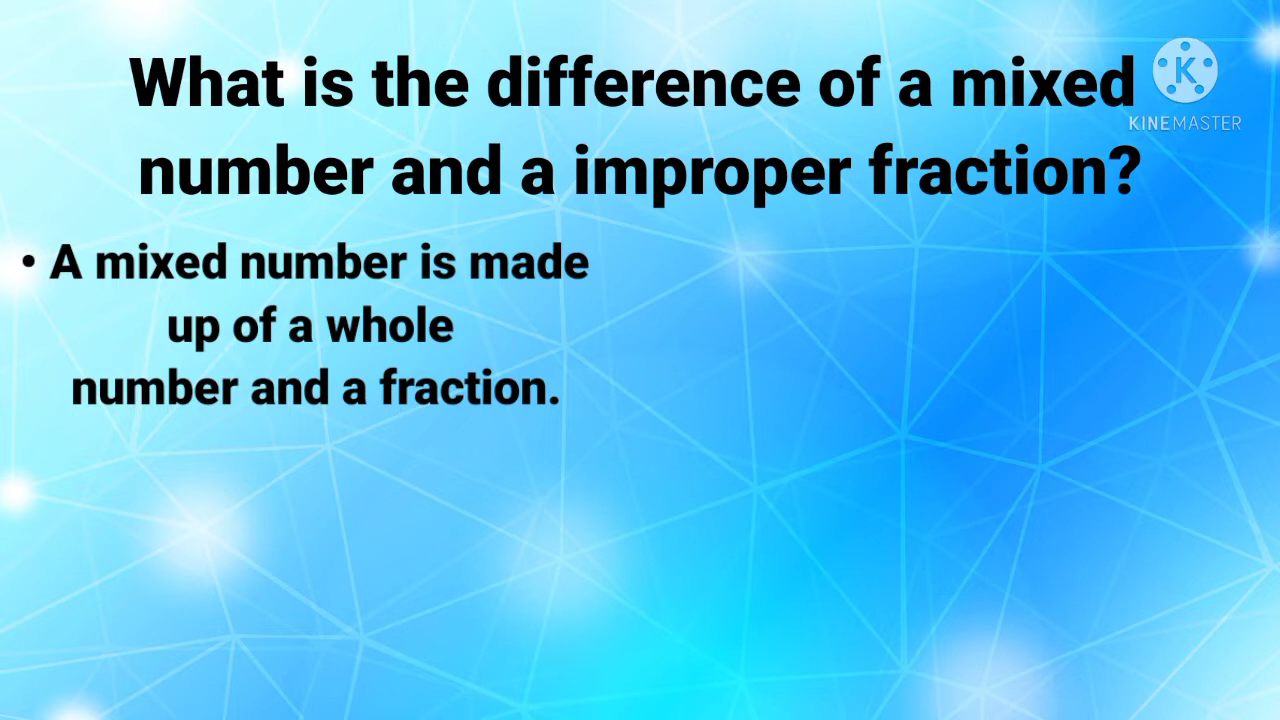 What is the difference of a mixed
number and a improper fraction?
K
KINEMASTER
• A mixed number is made
up of a whole
number and a fraction.